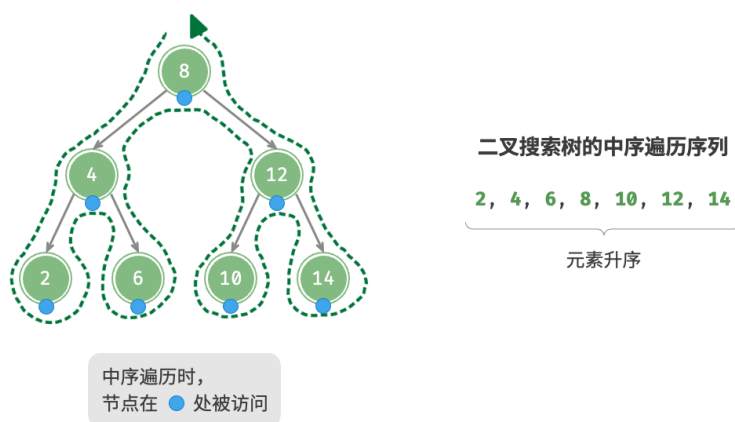 8
4
12
2
6
10
14
二叉搜索树的中序遍历序列
2, 4, 6, 8, 10, 12, 14
元素升序
中序遍历时，
节点在 处被访问